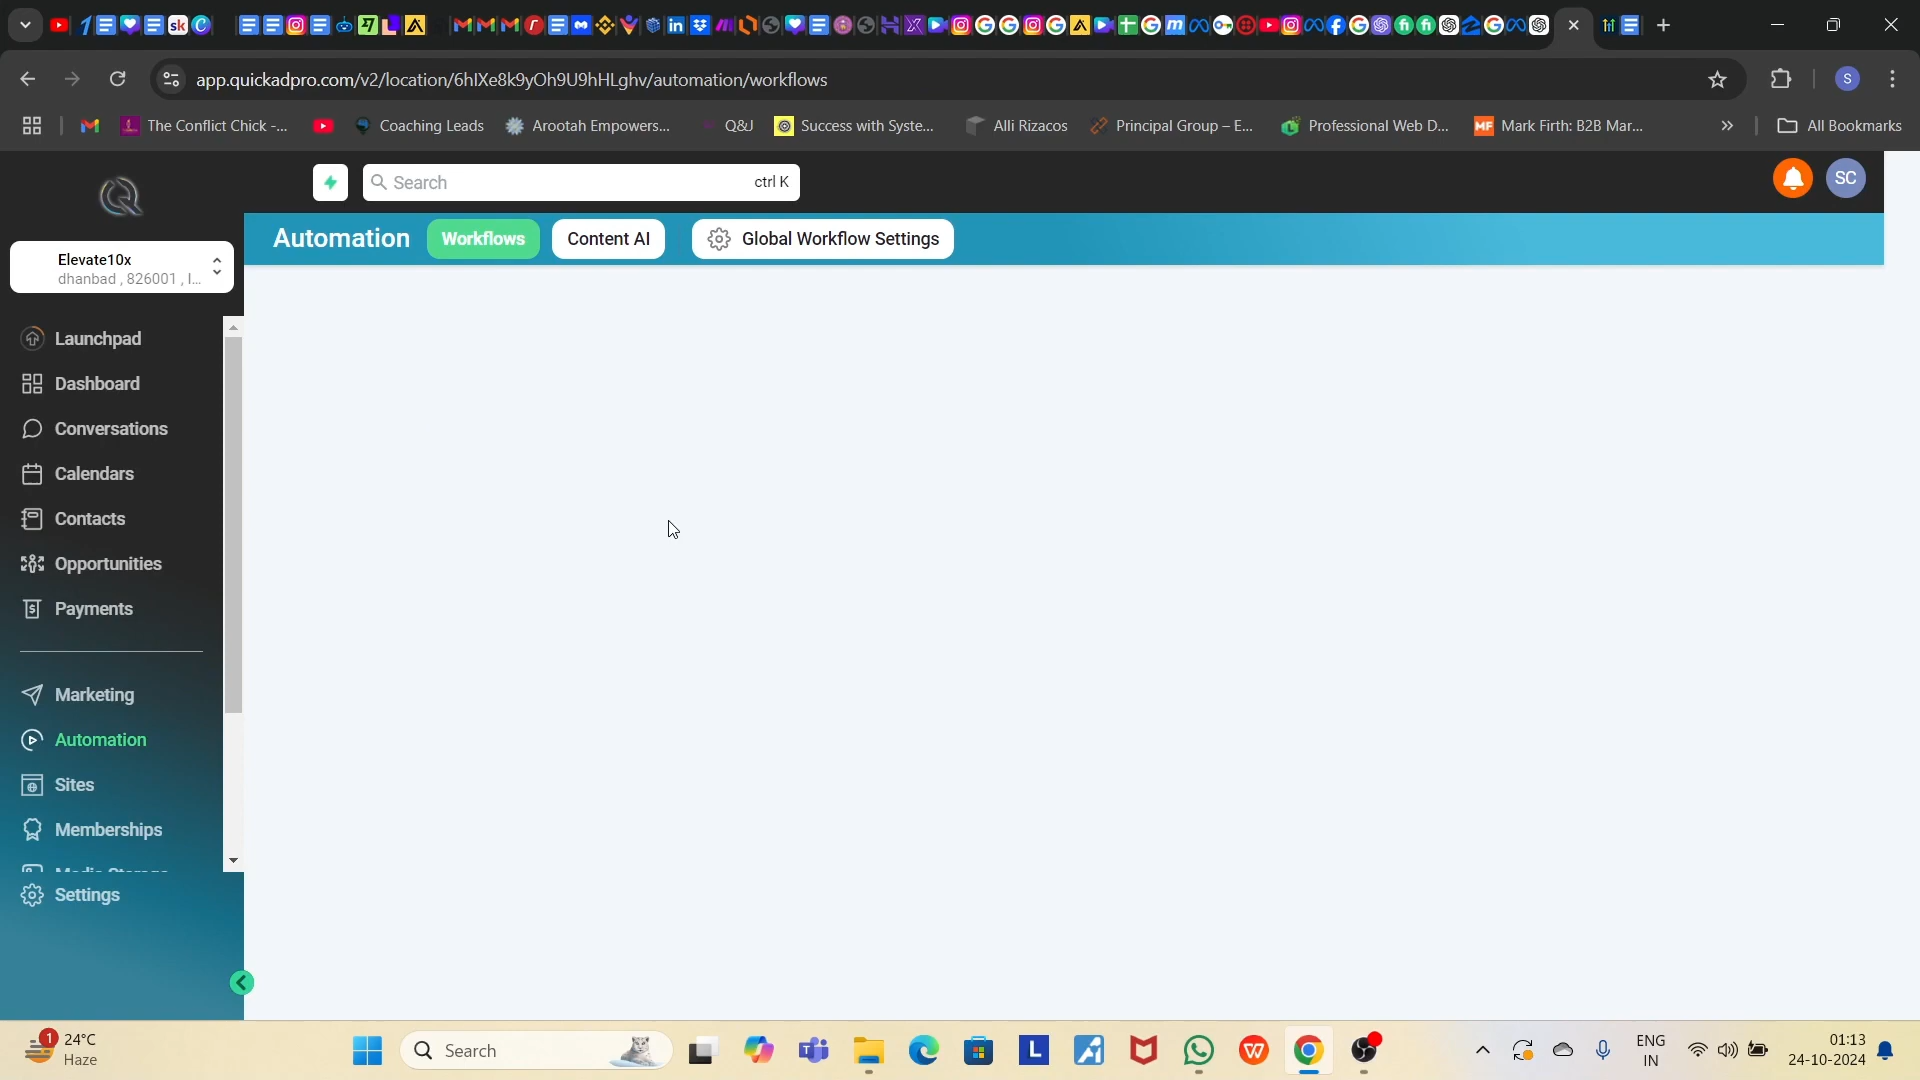 app.quickadpro.com/v2/location/6hlXe8k9yOh9U9hHLghv/automation/workflows
S
The Conflict Chick -...
Coaching Leads
Arootah Empowers...
Q&J
Success with Syste...
Alli Rizacos
Principal Group – E...
Professional Web D...
Mark Firth: B2B Mar...
All Bookmarks
Search
ctrl K
SC
Automation
Workflows
Content AI
Global Workflow Settings
Elevate10x
dhanbad , 826001 , I...
Launchpad
Dashboard
Conversations
Calendars
Contacts
Opportunities
Payments
Marketing
Automation
Sites
Memberships
Media Storage
Settings
1
24°C
Haze
Search
ENG
IN
01:13
24-10-2024